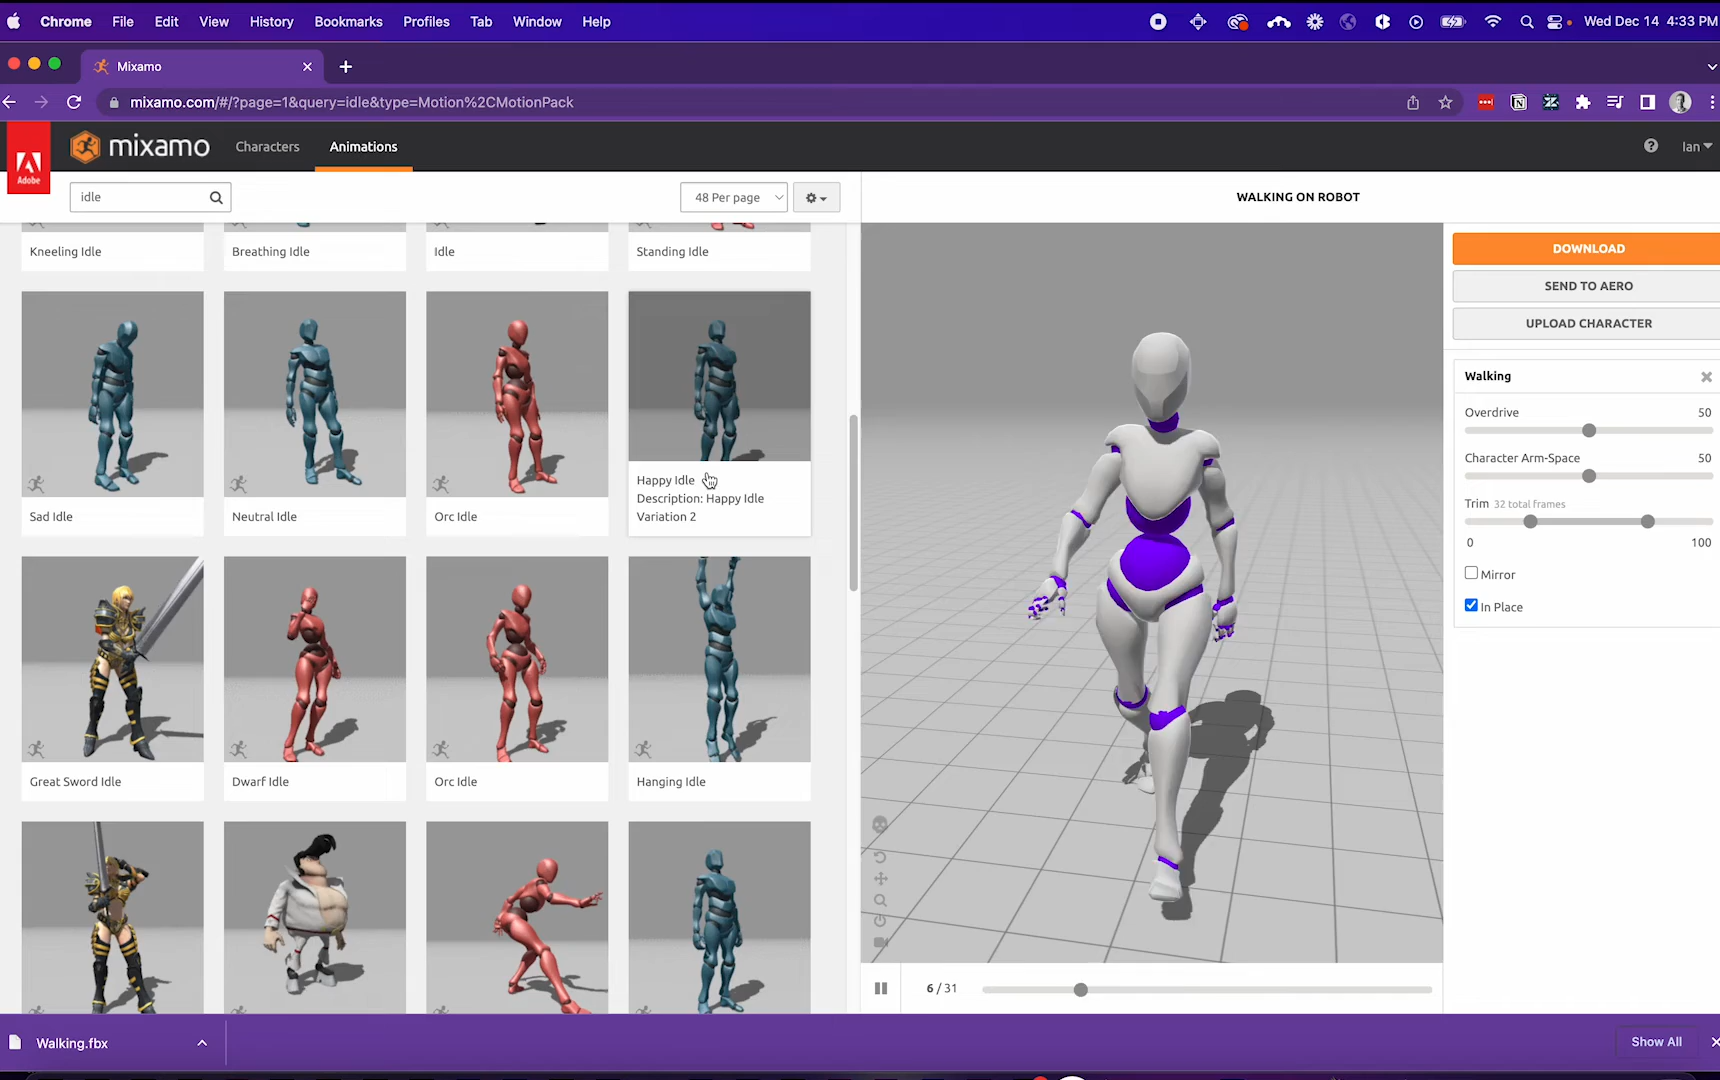 Chrome File Edit View History Bookmarks Profiles Tab Window Help Wed Dec 14 4:33 PM
Mixamo
mixamo.com/#/?page=1&query=idle&type=Motion%2CMotionPack
Adobe
mixamo Characters Animations Ian
idle 48 Per page WALKING ON ROBOT
Kneeling Idle Breathing Idle Idle Standing Idle
DOWNLOAD
SEND TO AERO
UPLOAD CHARACTER
Walking
Overdrive 50
Character Arm-Space 50
Trim 32 total frames
0 100
Mirror
In Place
Happy Idle
Description: Happy Idle
Variation 2
Sad Idle Neutral Idle Orc Idle
Great Sword Idle Dwarf Idle Orc Idle Hanging Idle
6 / 31
Walking.fbx Show All